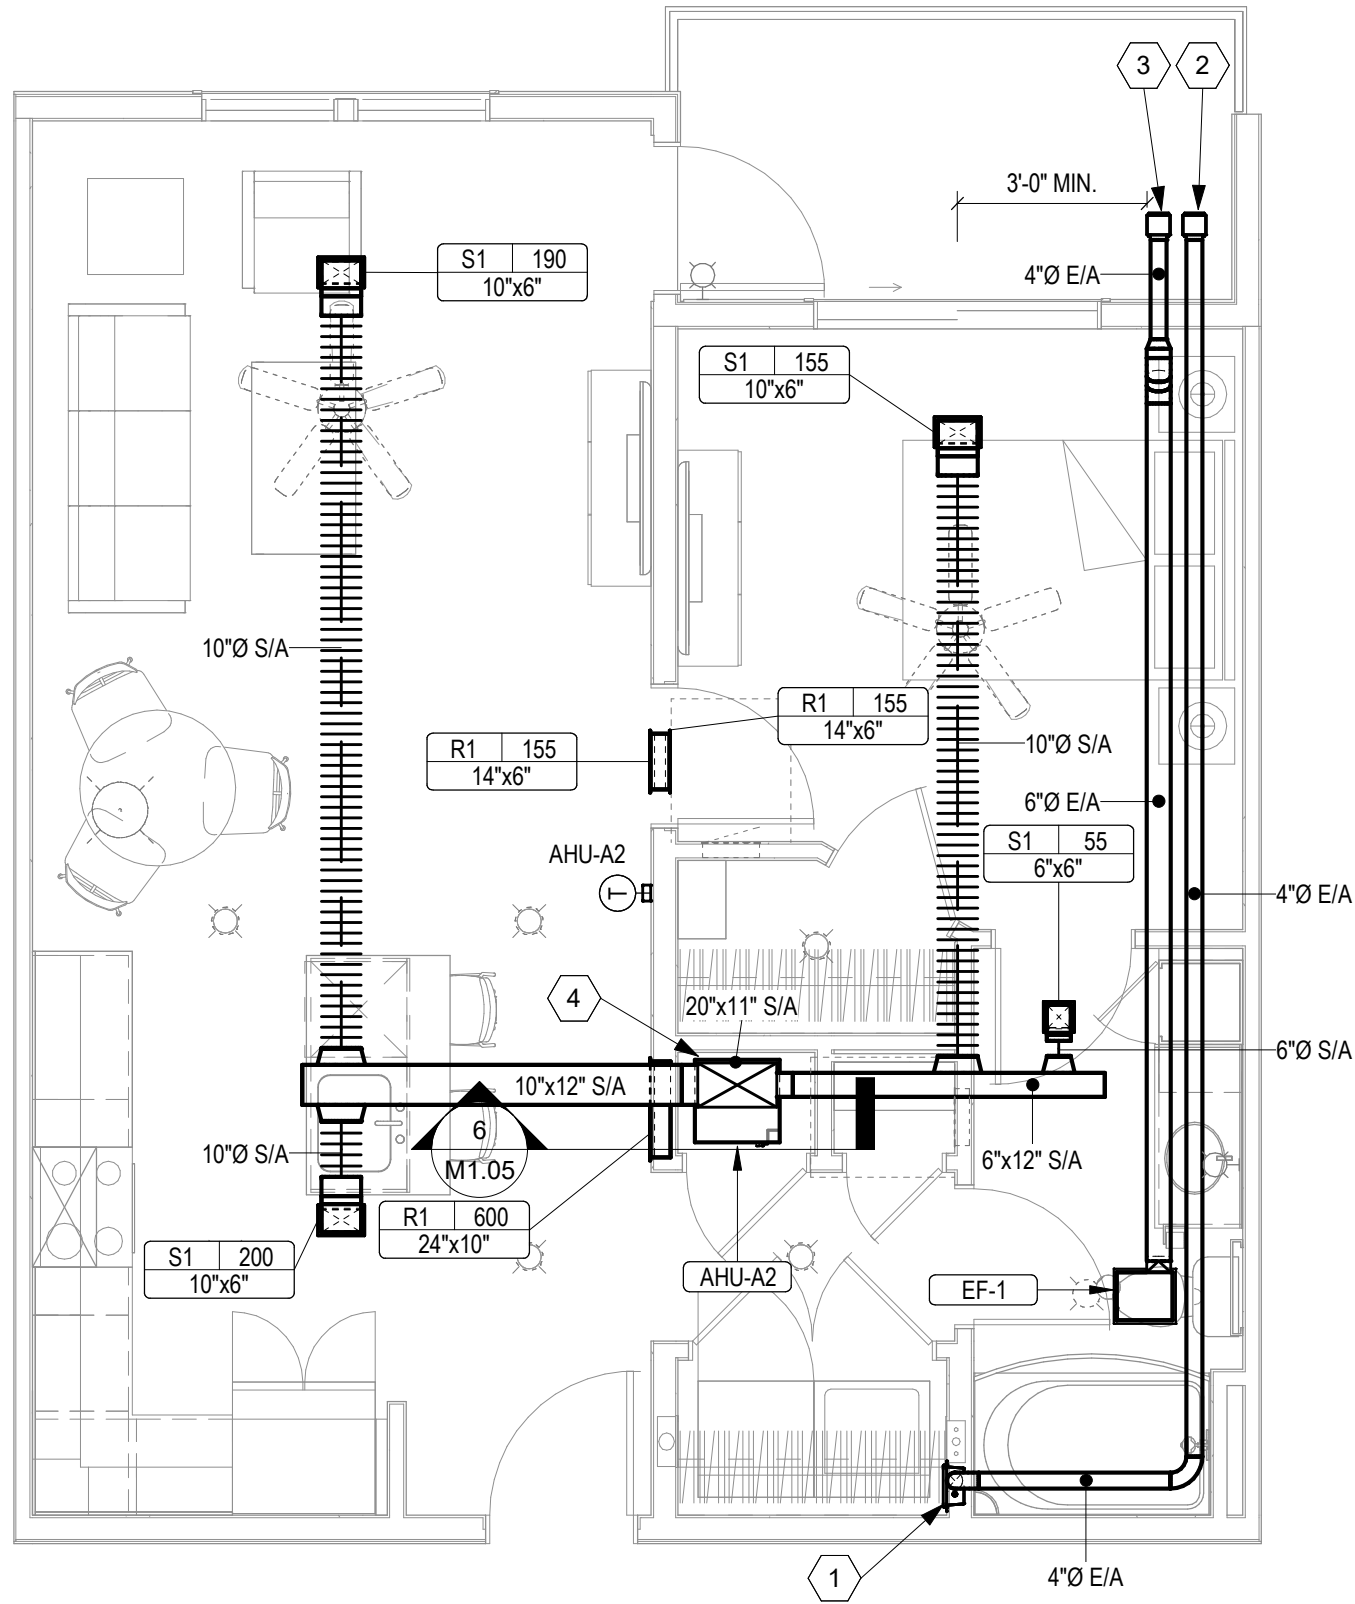 3
2
3'-0" MIN.
S1 190
10"x6"
4"Ø E/A
S1 155
10"x6"
10"Ø S/A
R1 155
14"x6"
R1 155
14"x6"
10"Ø S/A
6"Ø E/A
S1 55
6"x6"
AHU-A2
T
4"Ø E/A
4
20"x11" S/A
6"Ø S/A
10"x12" S/A
6
M1.05
10"Ø S/A
6"x12" S/A
R1 600
24"x10"
S1 200
10"x6"
AHU-A2
EF-1
1
4"Ø E/A